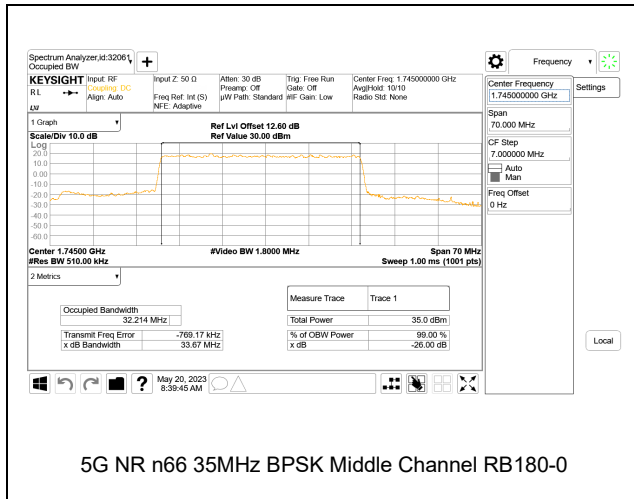 Spectrum Analyzer,id:32061
Occupied BW
KEYSIGHT
RL
LXI
Input: RF
Coupling: DC
Align: Auto
Input Z: 50 Ω
Freq Ref: Int (S)
NFE: Adaptive
Atten: 30 dB
Preamp: Off
µW Path: Standard
Trig: Free Run
Gate: Off
#IF Gain: Low
Center Freq: 1.745000000 GHz
Avg|Hold: 10/10
Radio Std: None
1 Graph
Scale/Div 10.0 dB
Ref Lvl Offset 12.60 dB
Ref Value 30.00 dBm
Log
20.0
10.0
0.00
-10.0
-20.0
-30.0
-40.0
-50.0
-60.0
Center 1.74500 GHz
#Video BW 1.8000 MHz
Span 70 MHz
#Res BW 510.00 kHz
Sweep 1.00 ms (1001 pts)
2 Metrics
Occupied Bandwidth
32.214 MHz
Transmit Freq Error -769.17 kHz
x dB Bandwidth 33.67 MHz
Measure Trace Trace 1
Total Power 35.0 dBm
% of OBW Power 99.00 %
x dB -26.00 dB
May 20, 2023
8:39:45 AM
Frequency
Settings
Center Frequency
1.745000000 GHz
Span
70.000 MHz
CF Step
7.000000 MHz
Auto
Man
Freq Offset
0 Hz
Local
5G NR n66 35MHz BPSK Middle Channel RB180-0